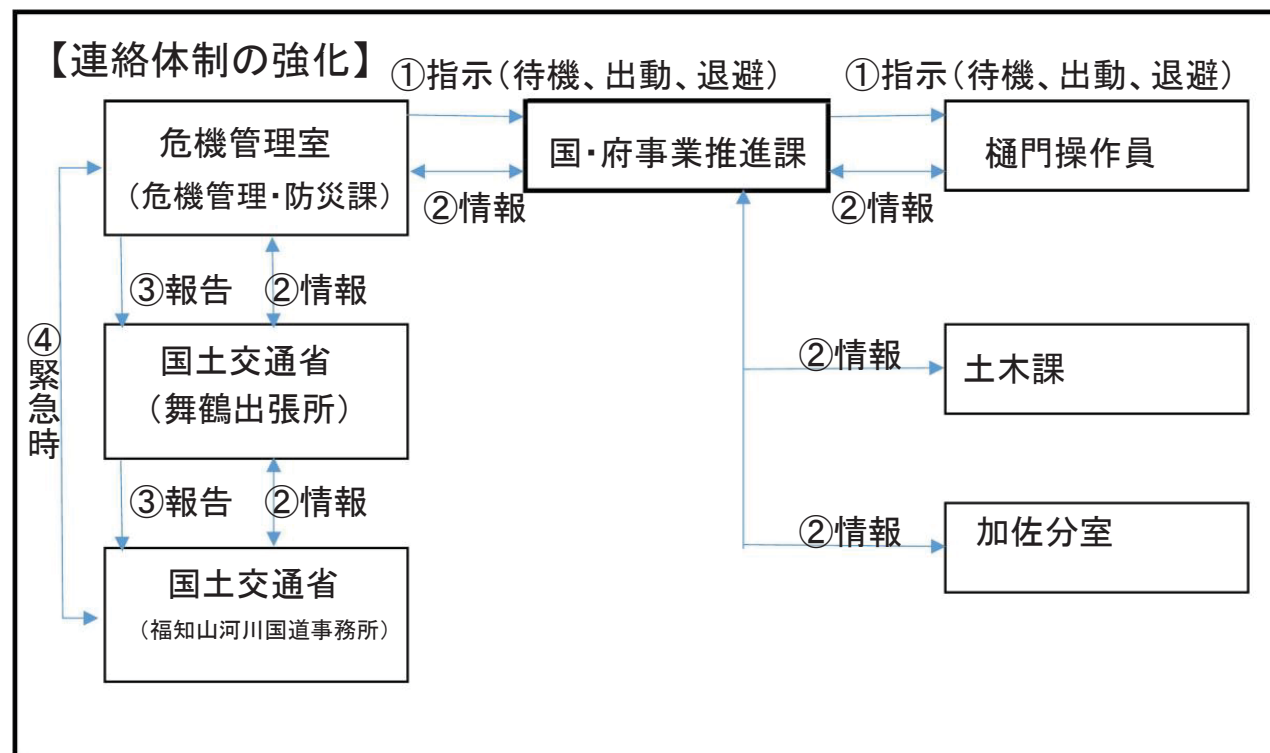 【連絡体制の強化】
①指示(待機、出動、退避)
①指示(待機、出動、退避)
危機管理室
(危機管理・防災課)
国・府事業推進課
樋門操作員
②情報
②情報
③報告
②情報
④緊急時
国土交通省
(舞鶴出張所)
②情報
土木課
③報告
②情報
国土交通省
(福知山河川国道事務所)
②情報
加佐分室